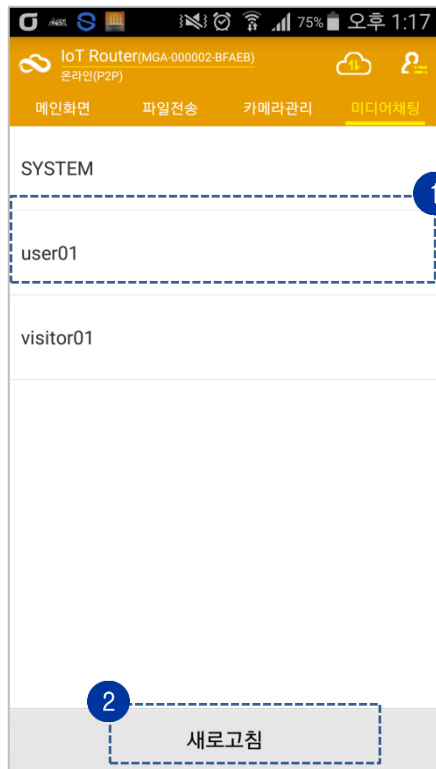 75% 오후 1:17
IoT Router(MGA-000002-BFAEB)
온라인(P2P)
메인화면 파일전송 카메라관리 미디어채팅
SYSTEM
1
user01
visitor01
2
새로고침